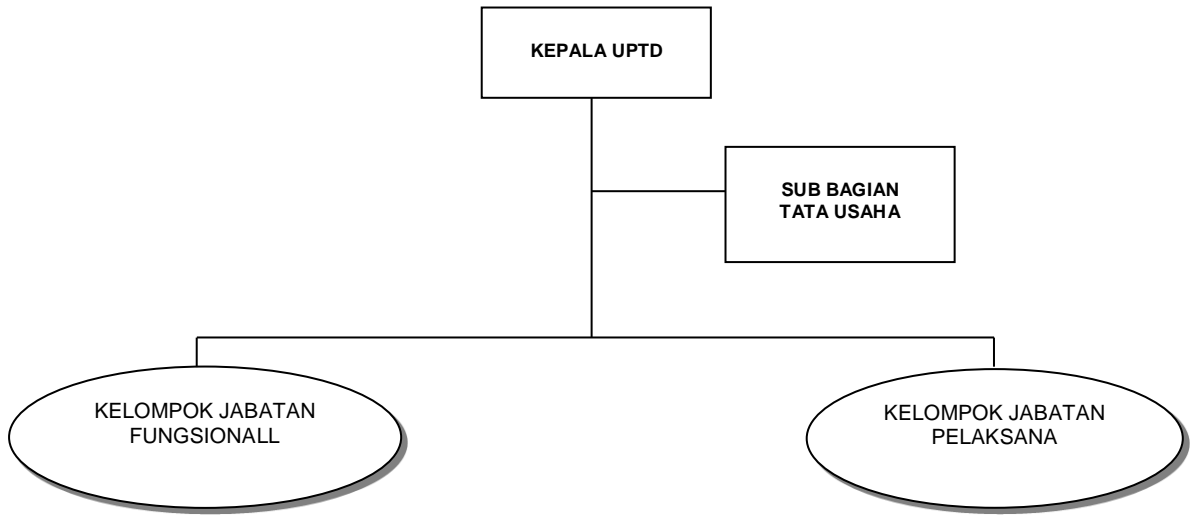 KEPALA UPTD
SUB BAGIAN
TATA USAHA
KELOMPOK JABATAN
FUNGSIONALL
KELOMPOK JABATAN
PELAKSANA